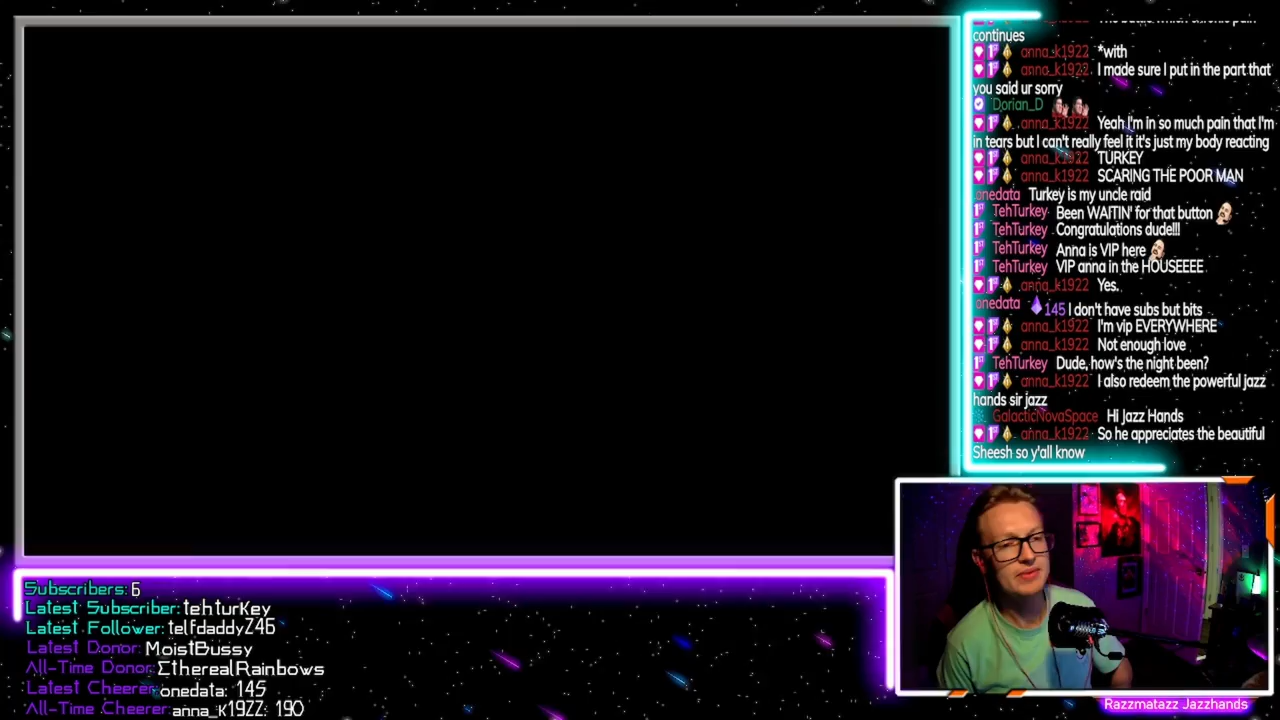 continues
anna_k1922 *with
anna_k1922 I made sure I put in the part that
you said ur sorry
Dorian_D
anna_k1922 Yeah I'm in so much pain that I'm
in tears but I can't really feel it it's just my body reacting
anna_k1922 TURKEY
anna_k1922 SCARING THE POOR MAN
onedata Turkey is my uncle raid
TehTurkey Been WAITIN' for that button
TehTurkey Congratulations dude!!!
TehTurkey Anna is VIP here
TehTurkey VIP anna in the HOUSEEEE
anna_k1922 Yes.
onedata 145 I don't have subs but bits
anna_k1922 I'm vip EVERYWHERE
anna_k1922 Not enough love
TehTurkey Dude, how's the night been?
anna_k1922 I also redeem the powerful jazz
hands sir jazz
GalacticNovaSpace Hi Jazz Hands
anna_k1922 So he appreciates the beautiful
Sheesh so y'all know
Subscribers: 6
Latest Subscriber: tehturkey
Latest Follower: telfdaddy246
Latest Donor: MoistBussy
All-Time Donor: EtherealRainbows
Latest Cheerer: onedata: 145
All-Time Cheerer: anna_k1922: 190
Razzmatazz Jazzhands